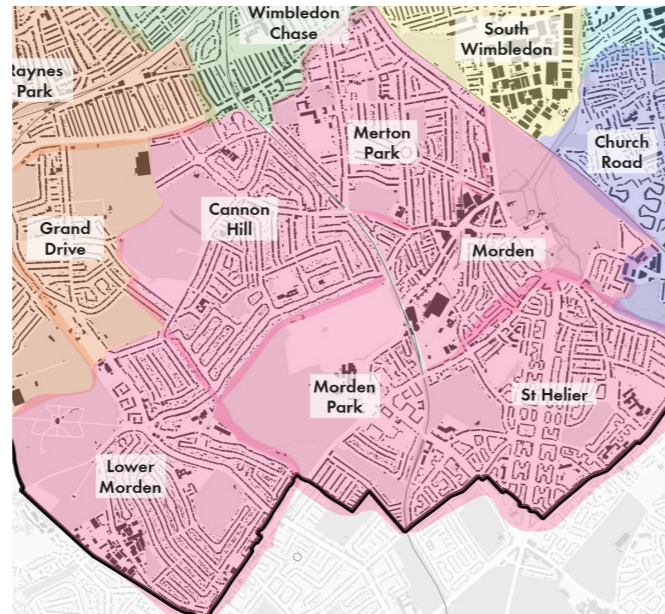 Wimbledon
Chase
South
Wimbledon
Raynes
Park
Merton
Park
Church
Road
Cannon
Hill
Grand
Drive
Morden
Morden
Park
St Helier
Lower
Morden